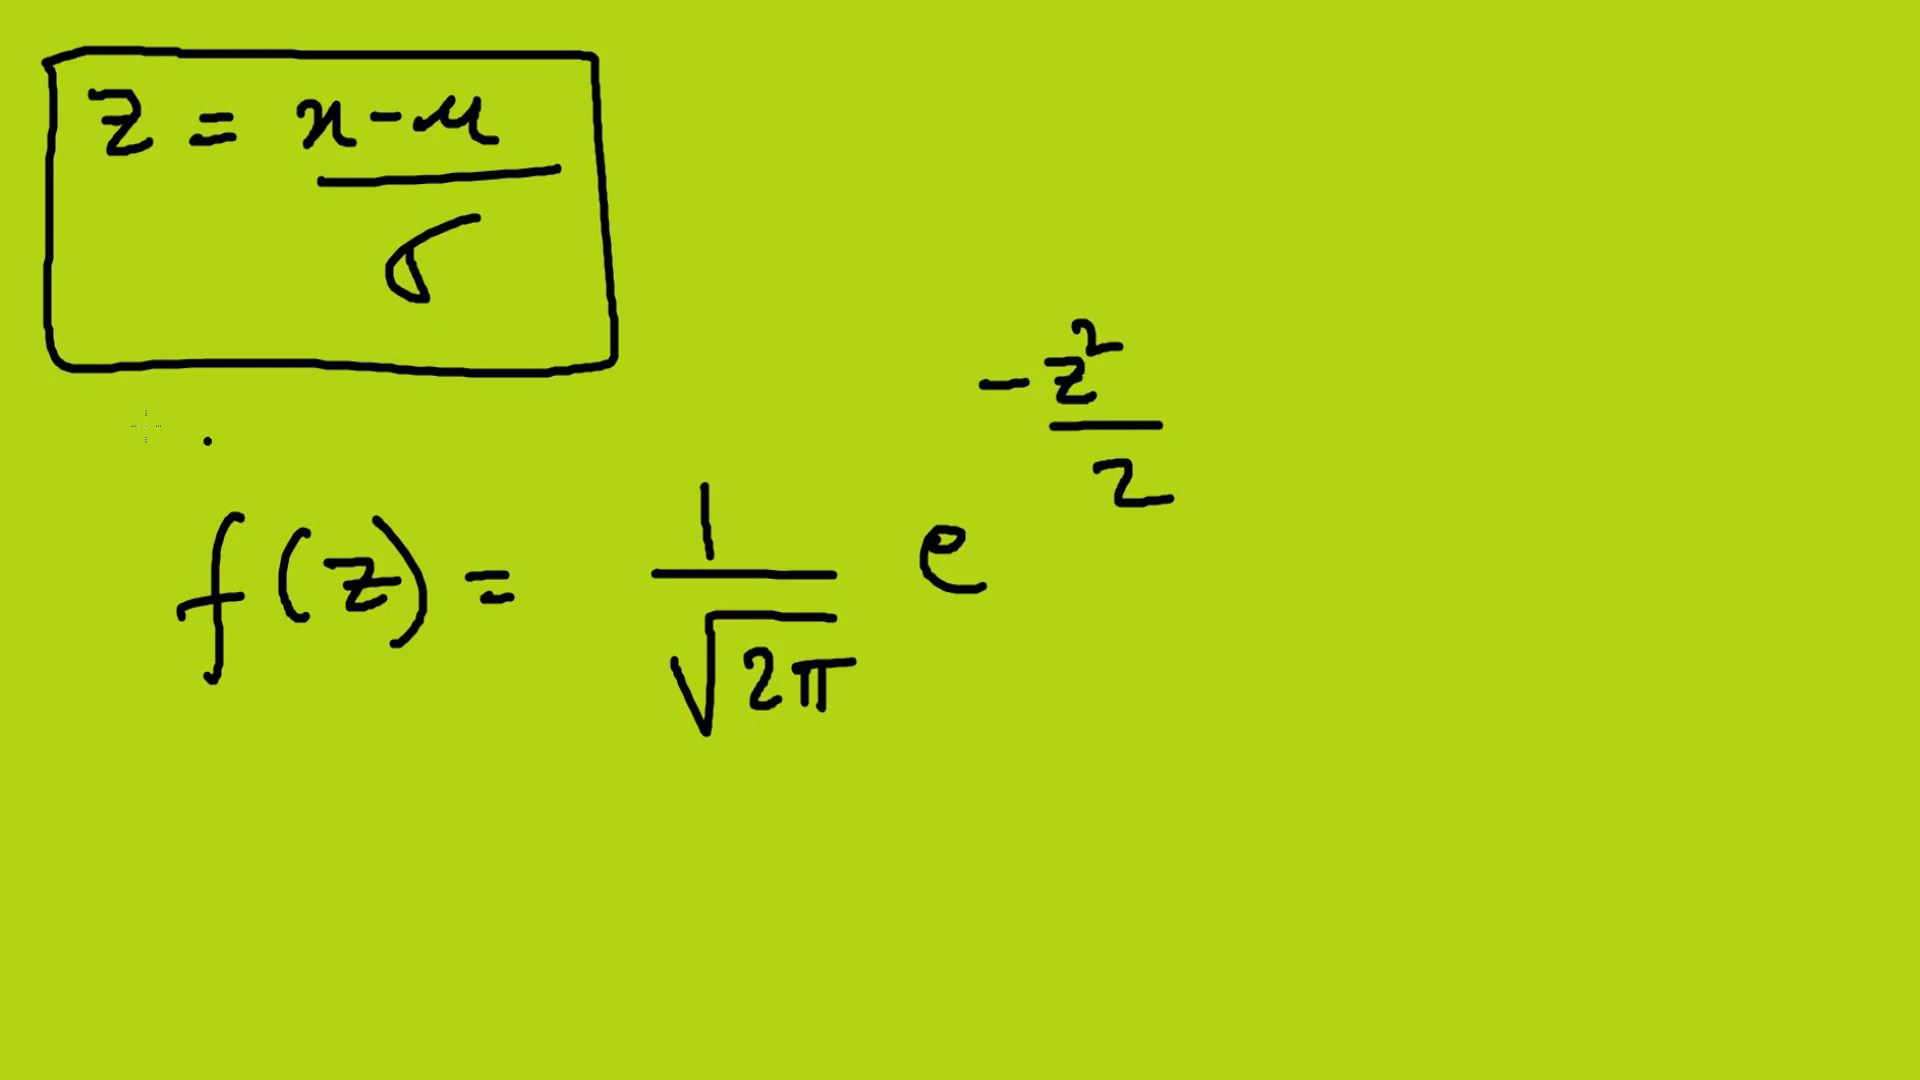 z = x - μ / σ
f(z) = 1 / √2π e^(-z²/2)